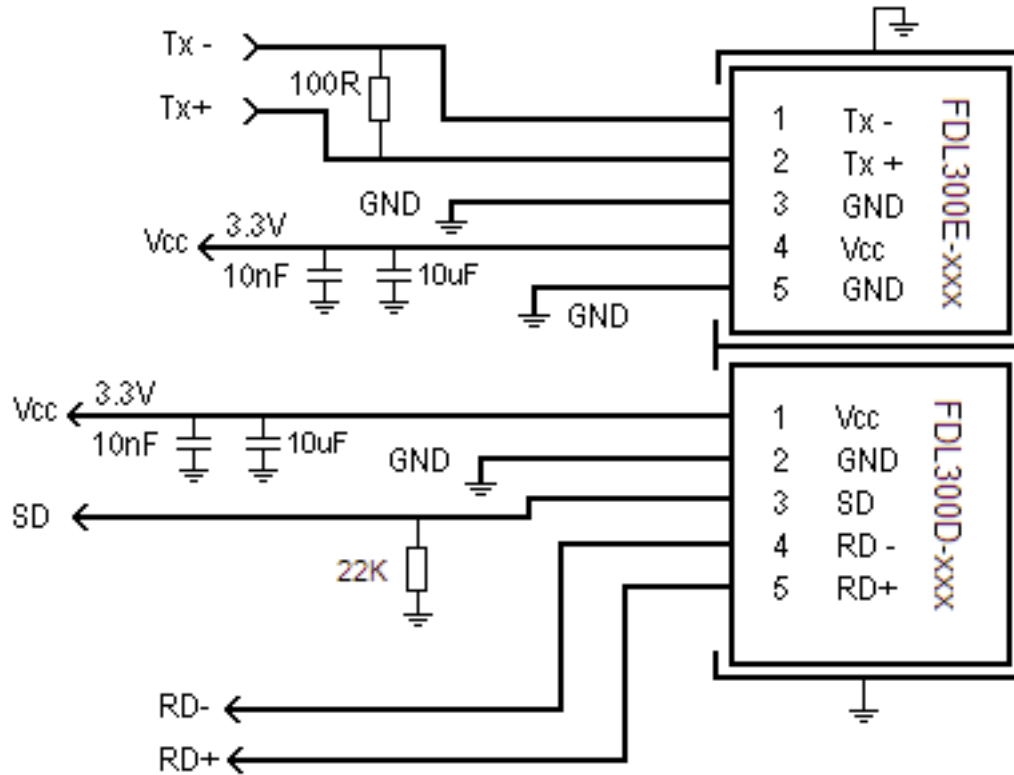 Tx -
100R
Tx+
1 Tx -
2 Tx +
3 GND
4 Vcc
5 GND
FDL300E-xxx
GND
Vcc
3.3V
10nF
10uF
GND
Vcc
3.3V
10nF
10uF
GND
SD
22K
1 Vcc
2 GND
3 SD
4 RD -
5 RD+
FDL300D-xxx
RD-
RD+